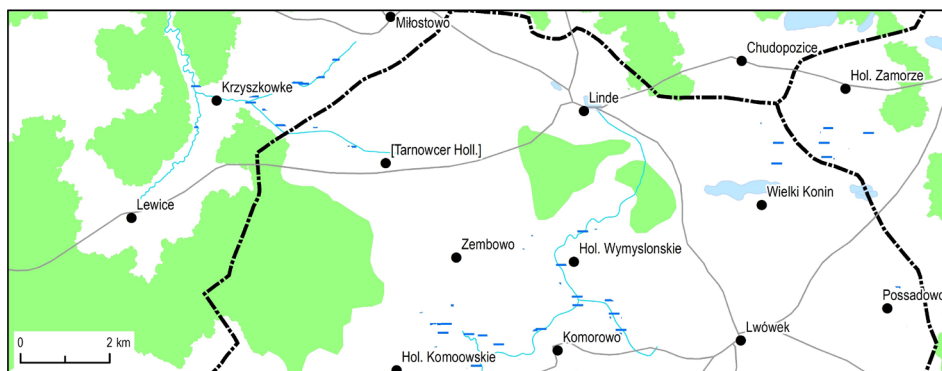 Miłostowo
Chudopozice
Hol. Zamorze
Krzyszkowke
Linde
[Tarnowcer Holl.]
Lewice
Wielki Konin
Zembowo
Hol. Wymyslonskie
Possadowo
Lwówek
Komorowo
Hol. Komoowskie
0 2 km